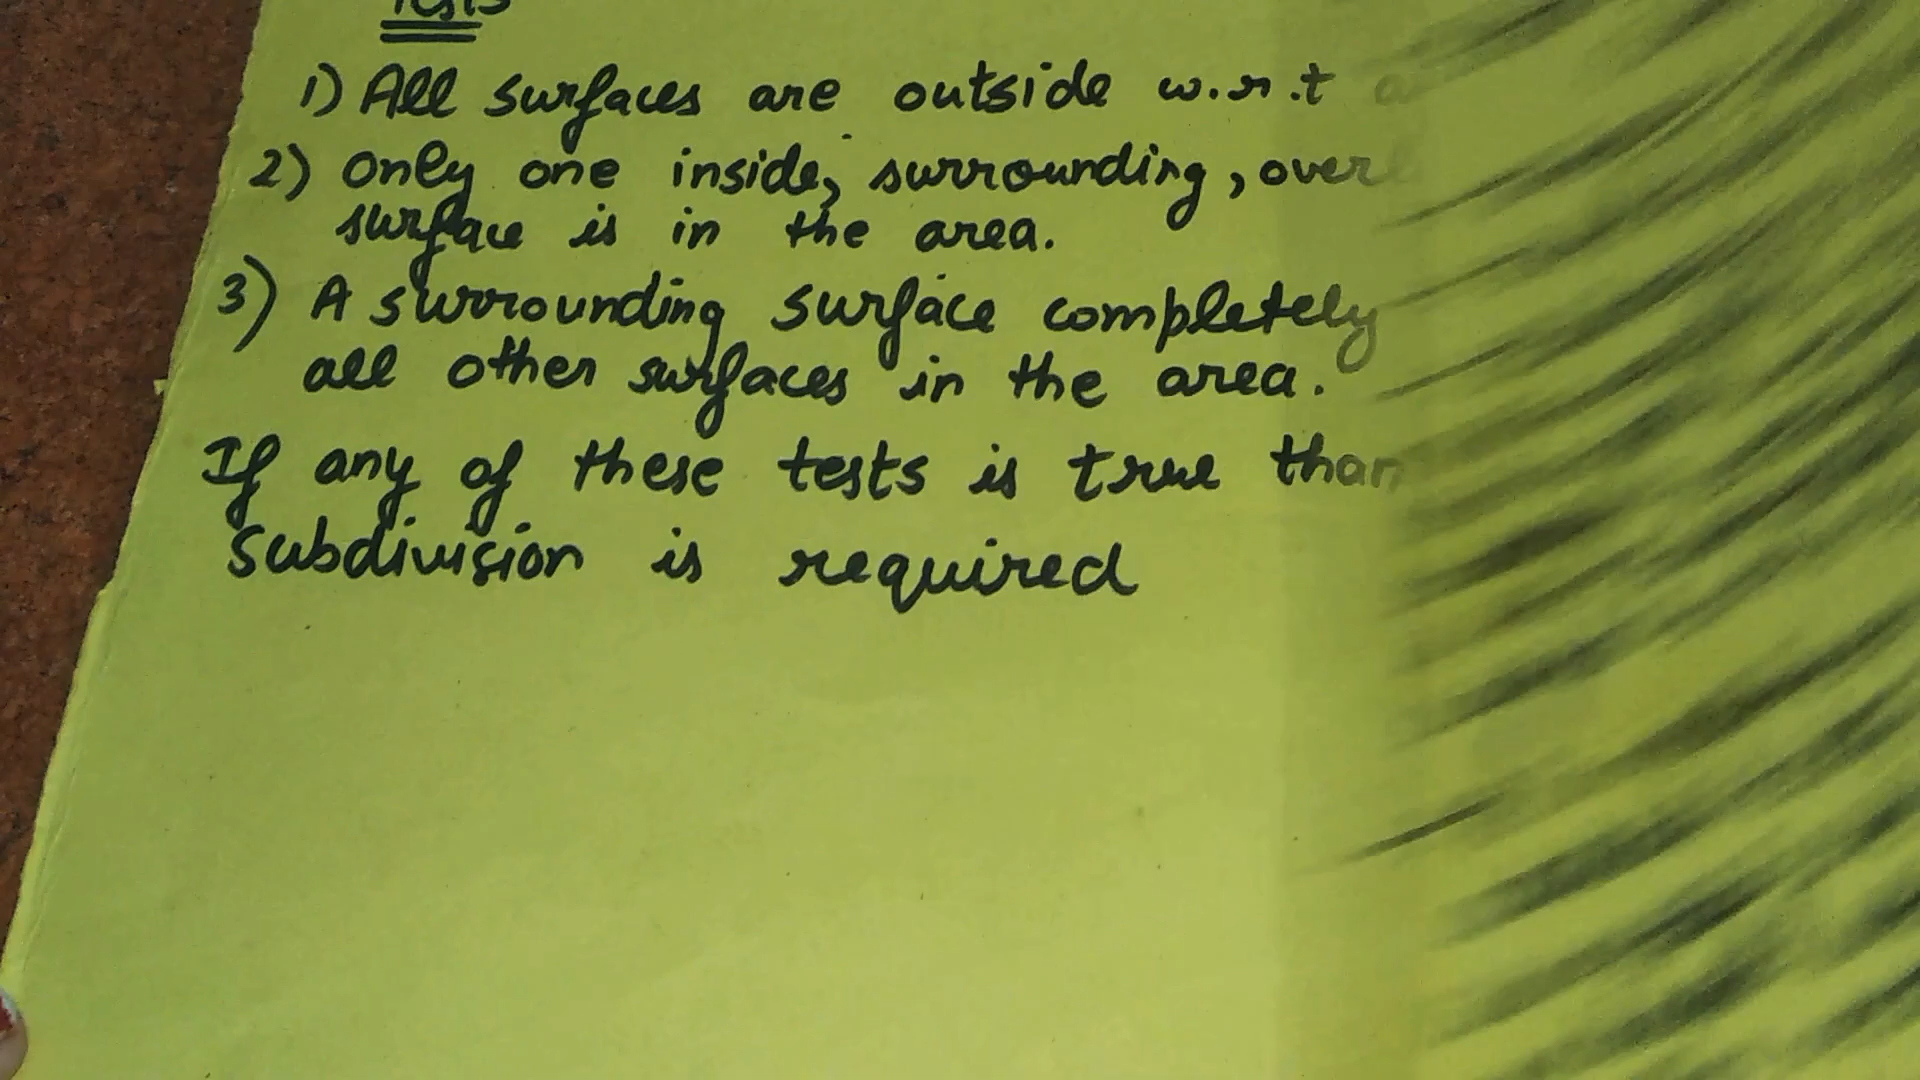 Tests
1) All surfaces are outside w.r.t
2) Only one inside, surrounding, over
surface is in the area.
3) A surrounding surface completely
all other surfaces in the area.
If any of these tests is true than
subdivision is required